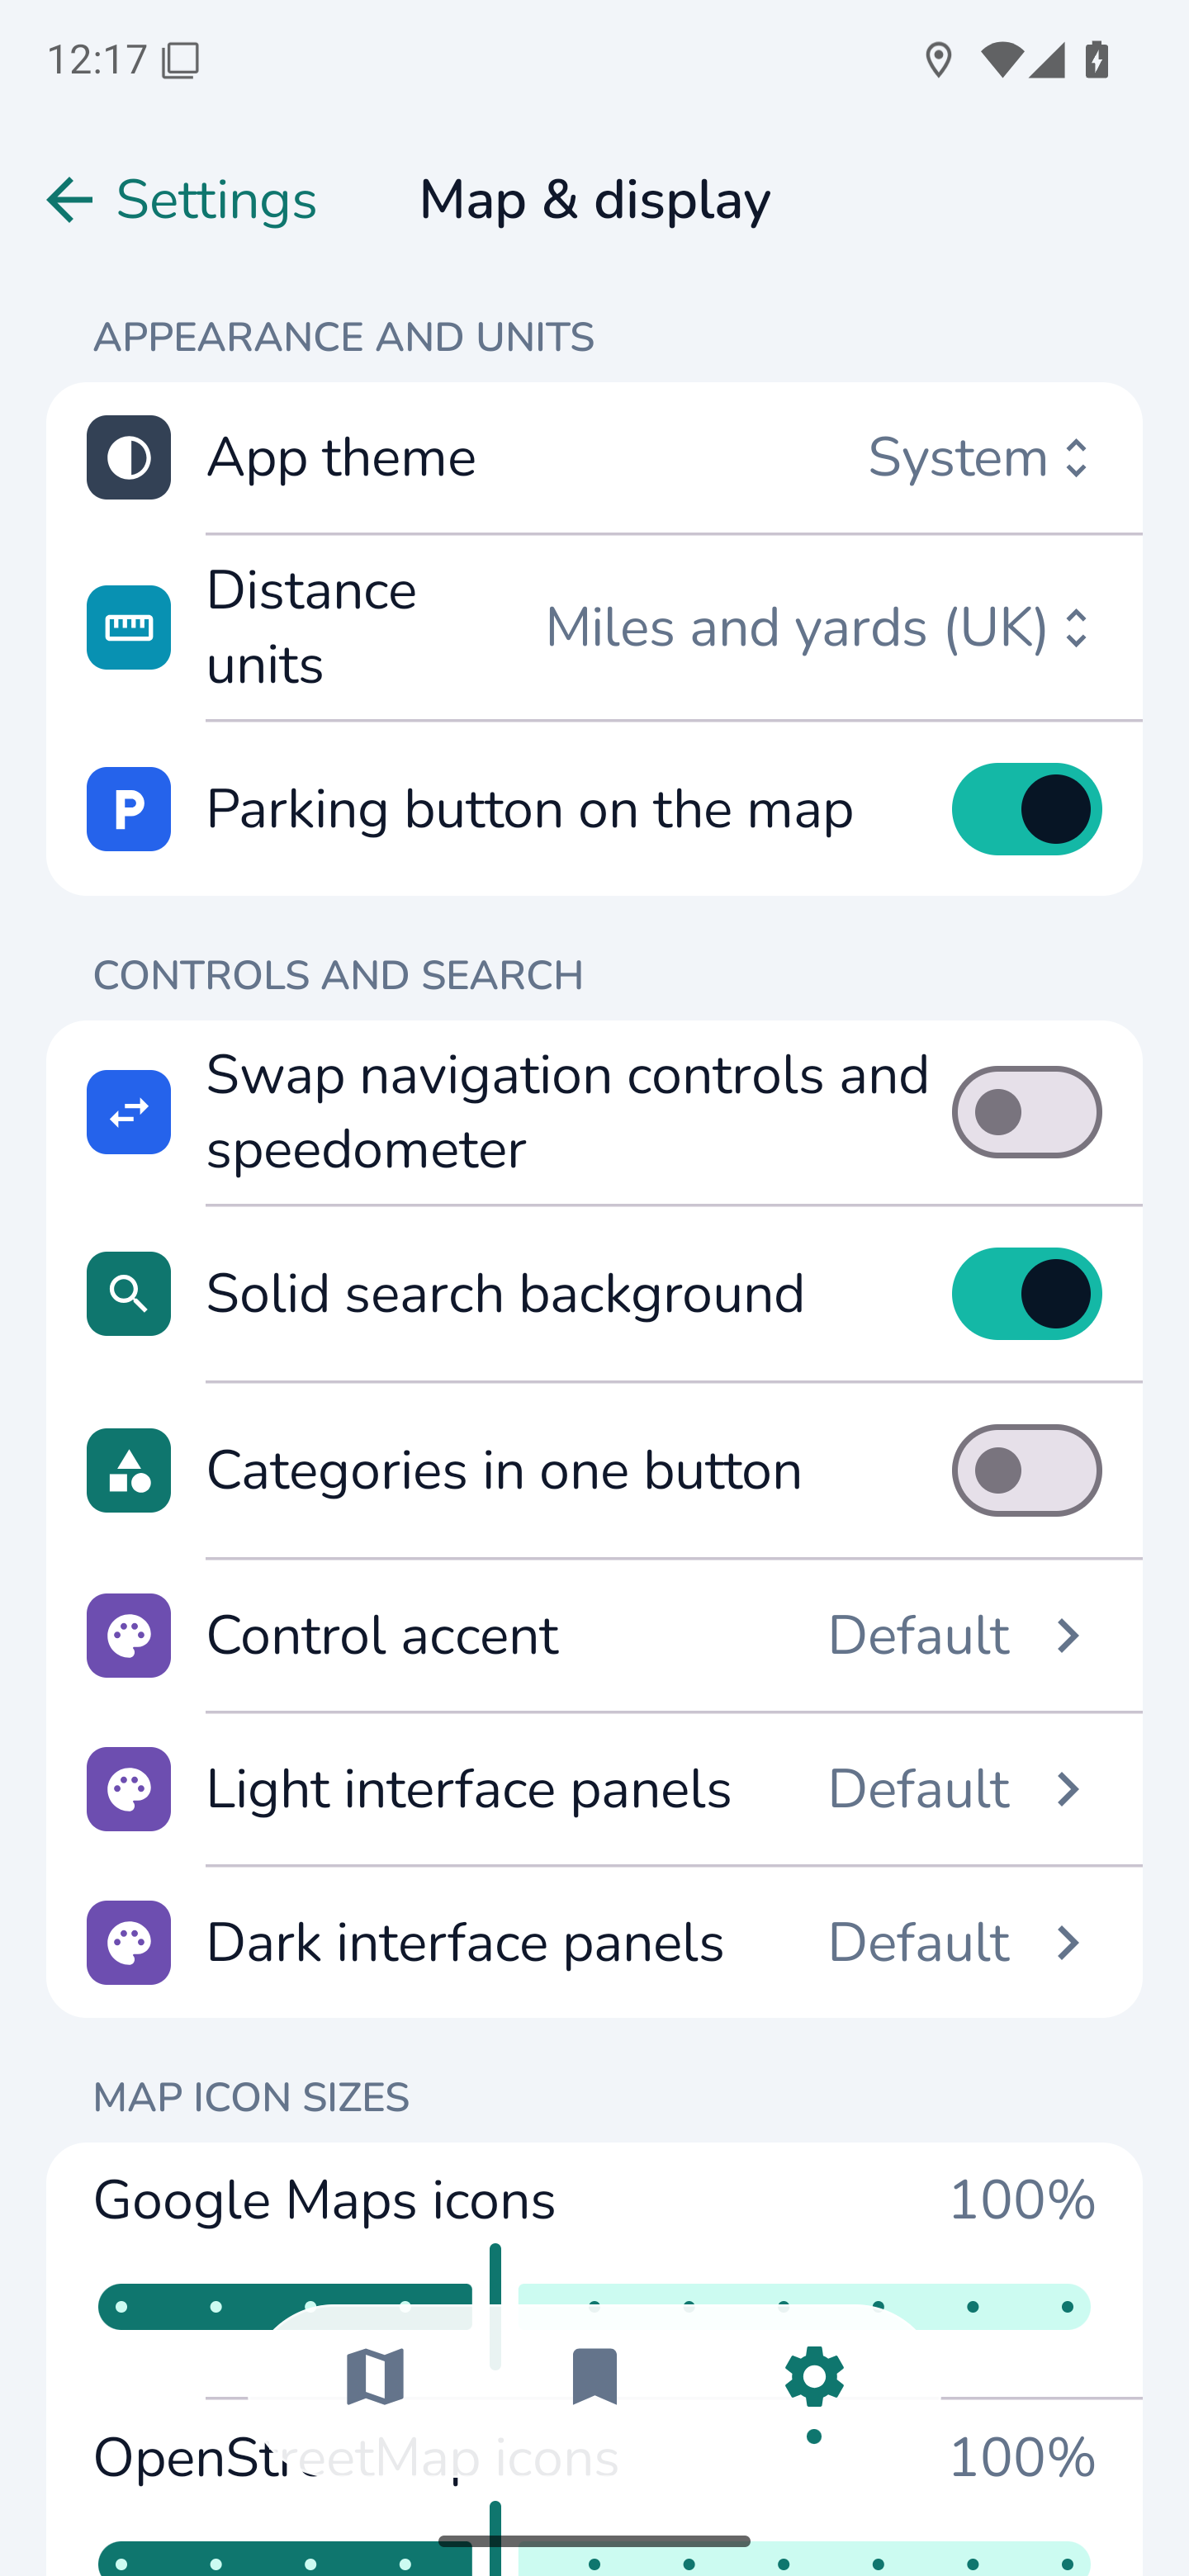 12:17
Settings
Map & display
APPEARANCE AND UNITS
App theme
System
Distance
units
Miles and yards (UK)
P
Parking button on the map
CONTROLS AND SEARCH
Swap navigation controls and
speedometer
Solid search background
Categories in one button
Control accent
Default
Light interface panels
Default
Dark interface panels
Default
MAP ICON SIZES
Google Maps icons
100%
OpenStreetMap icons
100%